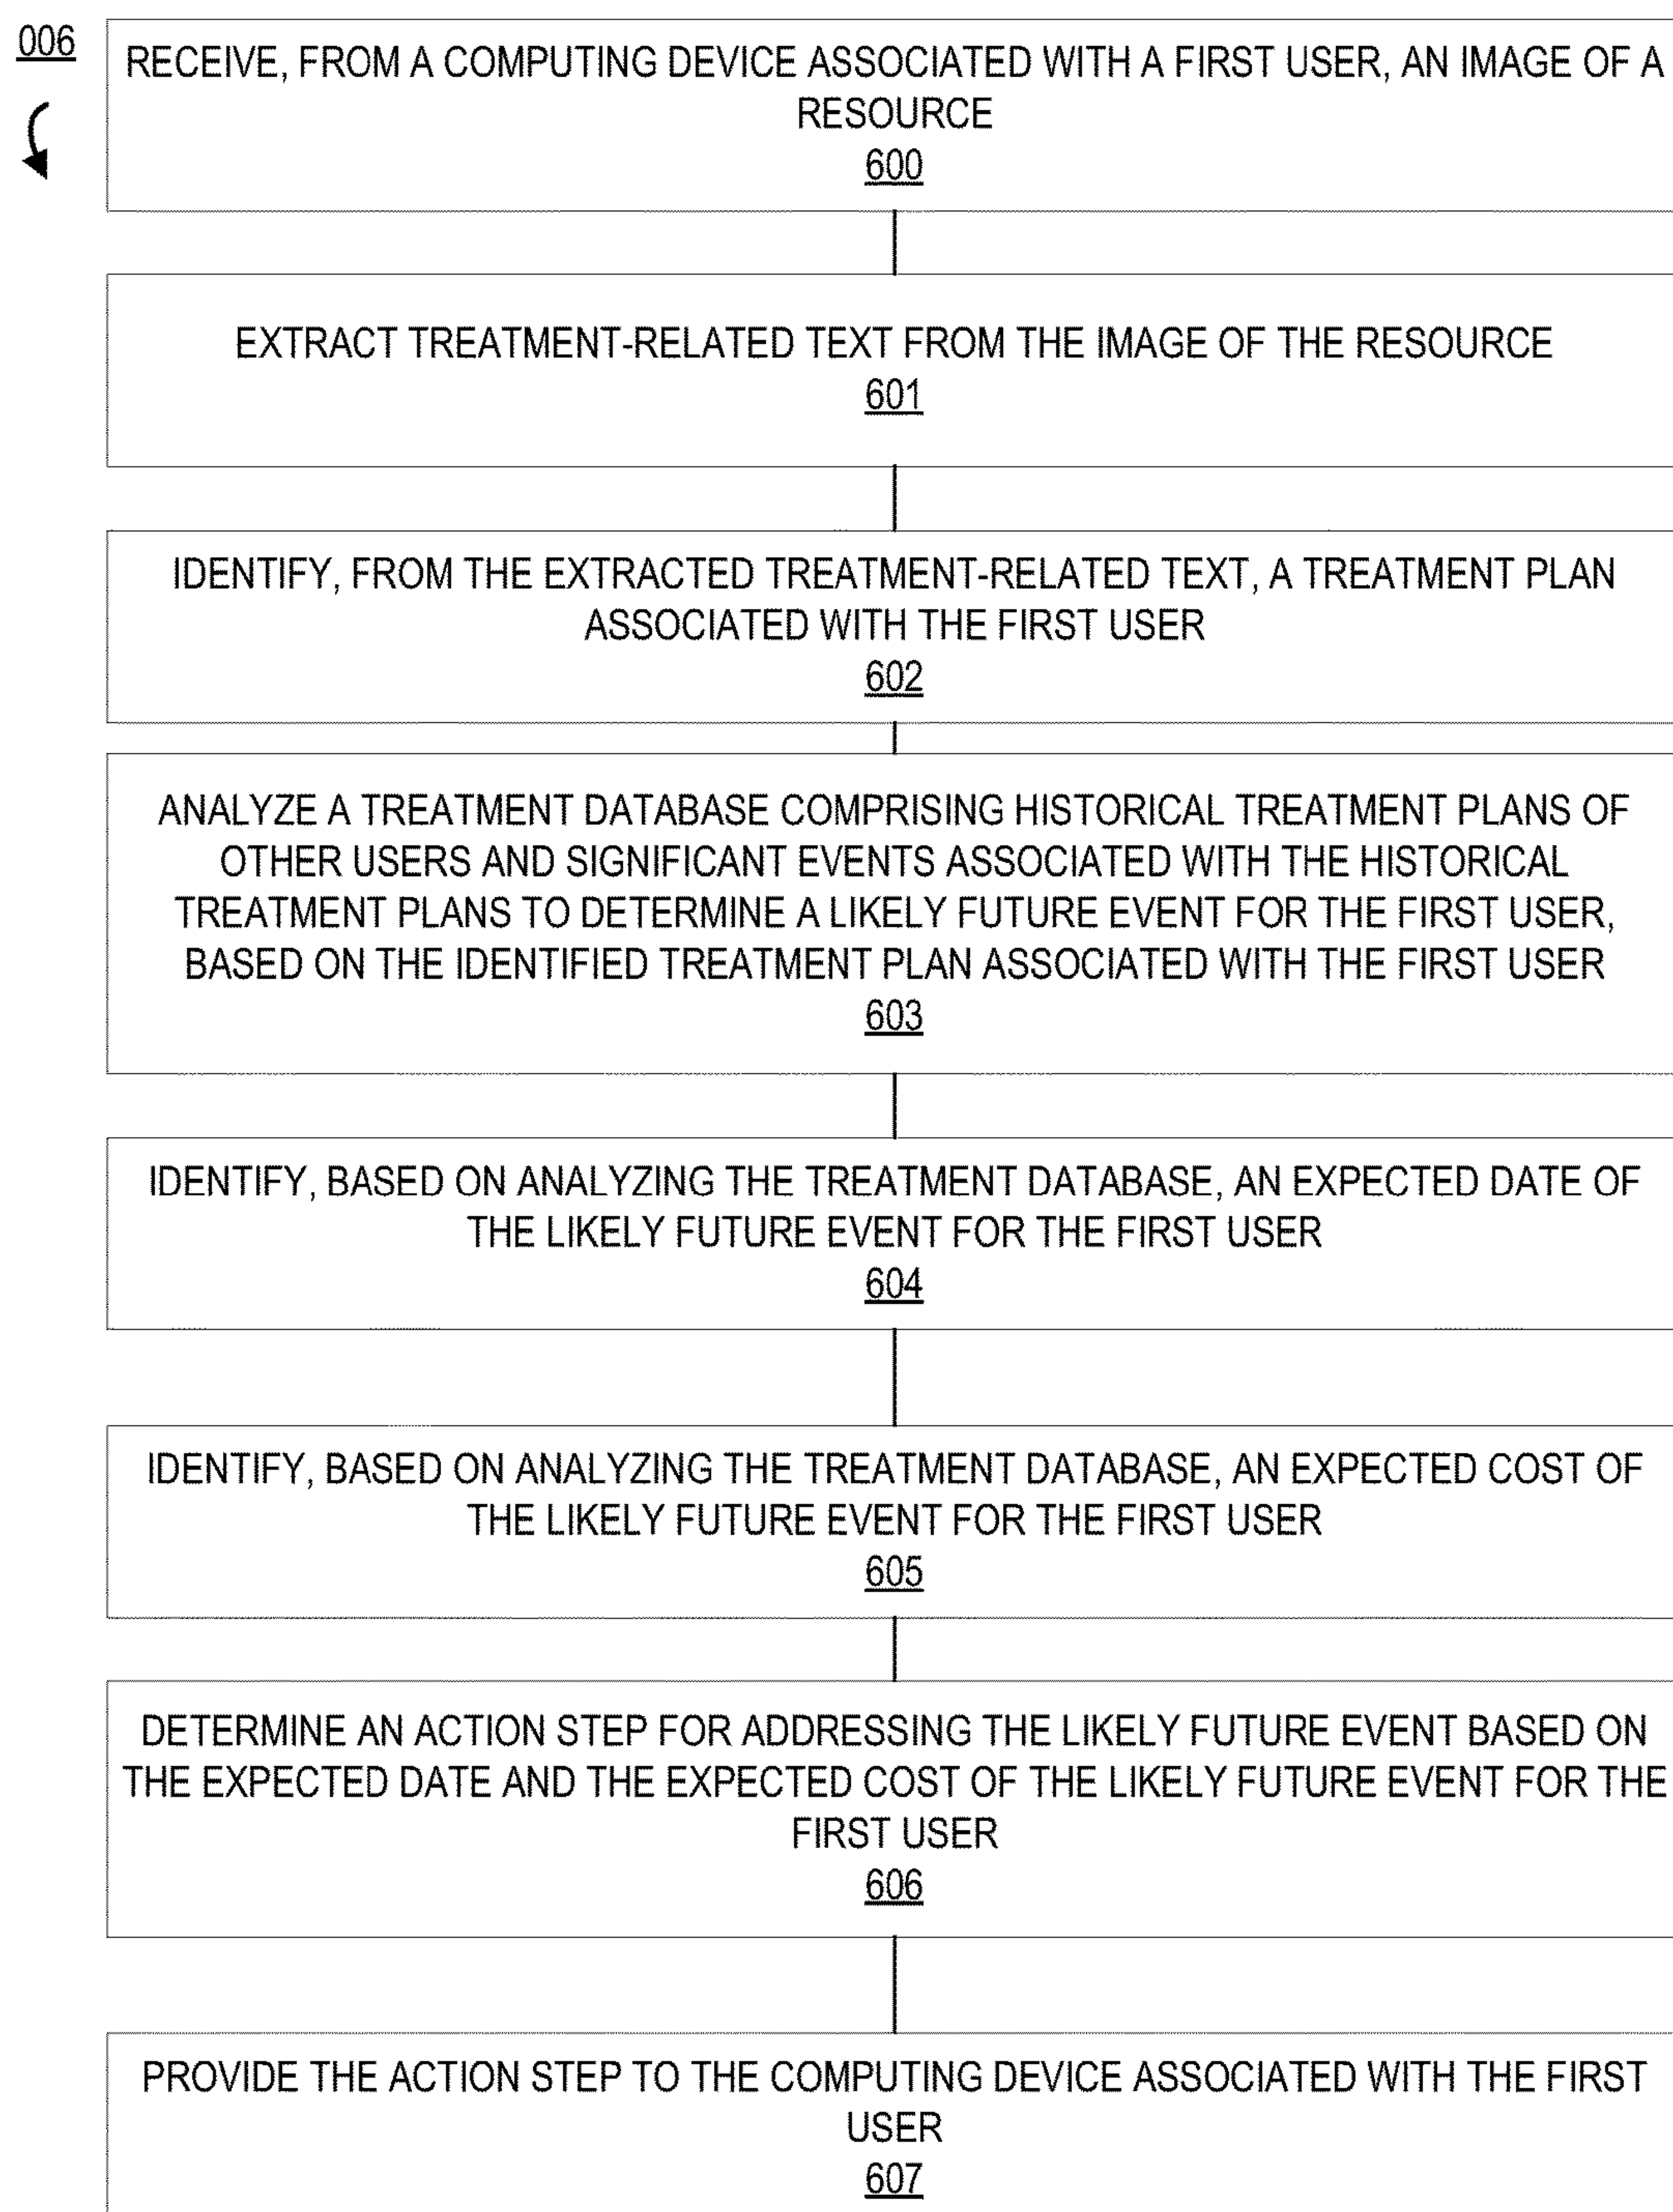 006
RECEIVE, FROM A COMPUTING DEVICE ASSOCIATED WITH A FIRST USER, AN IMAGE OF A
RESOURCE
600
EXTRACT TREATMENT-RELATED TEXT FROM THE IMAGE OF THE RESOURCE
601
IDENTIFY, FROM THE EXTRACTED TREATMENT-RELATED TEXT, A TREATMENT PLAN
ASSOCIATED WITH THE FIRST USER
602
ANALYZE A TREATMENT DATABASE COMPRISING HISTORICAL TREATMENT PLANS OF
OTHER USERS AND SIGNIFICANT EVENTS ASSOCIATED WITH THE HISTORICAL
TREATMENT PLANS TO DETERMINE A LIKELY FUTURE EVENT FOR THE FIRST USER,
BASED ON THE IDENTIFIED TREATMENT PLAN ASSOCIATED WITH THE FIRST USER
603
IDENTIFY, BASED ON ANALYZING THE TREATMENT DATABASE, AN EXPECTED DATE OF
THE LIKELY FUTURE EVENT FOR THE FIRST USER
604
IDENTIFY, BASED ON ANALYZING THE TREATMENT DATABASE, AN EXPECTED COST OF
THE LIKELY FUTURE EVENT FOR THE FIRST USER
605
DETERMINE AN ACTION STEP FOR ADDRESSING THE LIKELY FUTURE EVENT BASED ON
THE EXPECTED DATE AND THE EXPECTED COST OF THE LIKELY FUTURE EVENT FOR THE
FIRST USER
606
PROVIDE THE ACTION STEP TO THE COMPUTING DEVICE ASSOCIATED WITH THE FIRST
USER
607